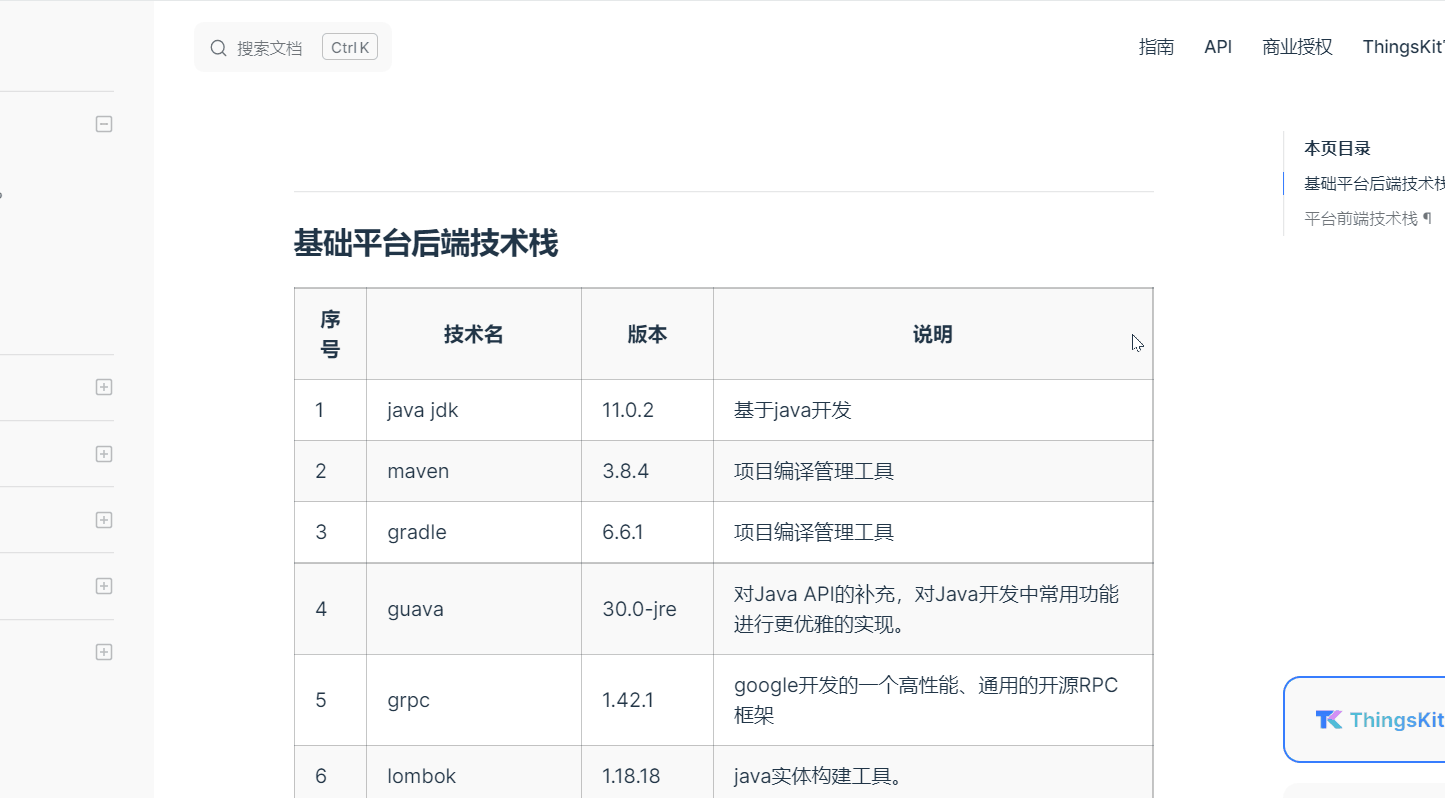 搜索文档 Ctrl K
指南 API 商业授权 ThingsKit
本页目录
基础平台后端技术栈
平台前端技术栈 ¶
基础平台后端技术栈
序号 技术名 版本 说明
1 java jdk 11.0.2 基于java开发
2 maven 3.8.4 项目编译管理工具
3 gradle 6.6.1 项目编译管理工具
4 guava 30.0-jre 对Java API的补充，对Java开发中常用功能
进行更优雅的实现。
5 grpc 1.42.1 google开发的一个高性能、通用的开源RPC
框架
6 lombok 1.18.18 java实体构建工具。
ThingsKit